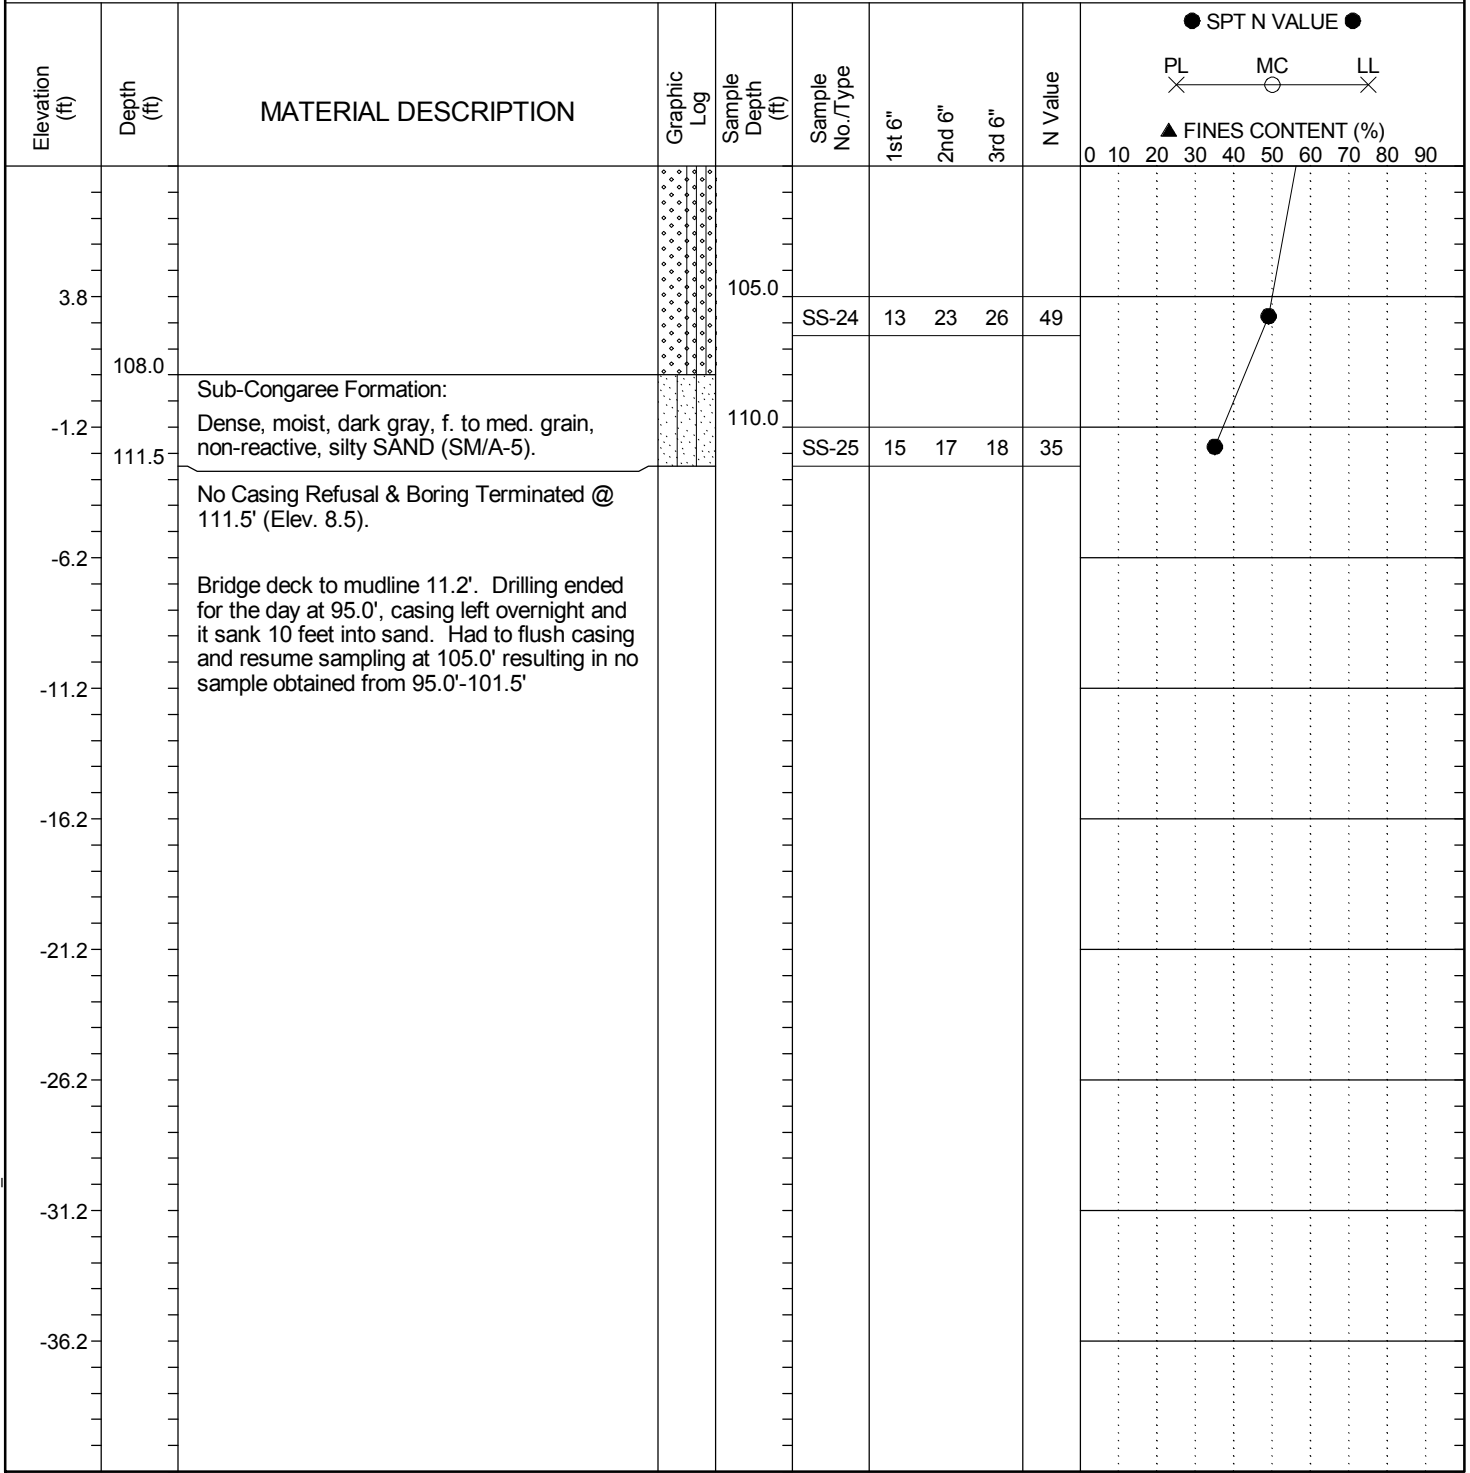 ● SPT N VALUE ●
PL MC LL
▲ FINES CONTENT (%)
Elevation (ft)
Depth (ft)
MATERIAL DESCRIPTION
Graphic Log
Sample Depth (ft)
Sample No./Type
1st 6"
2nd 6"
3rd 6"
N Value
0 10 20 30 40 50 60 70 80 90
3.8 105.0
SS-24 13 23 26 49
108.0
Sub-Congaree Formation:
-1.2 Dense, moist, dark gray, f. to med. grain, 110.0
111.5 non-reactive, silty SAND (SM/A-5). SS-25 15 17 18 35
No Casing Refusal & Boring Terminated @
111.5' (Elev. 8.5).
-6.2
Bridge deck to mudline 11.2'. Drilling ended
for the day at 95.0', casing left overnight and
it sank 10 feet into sand. Had to flush casing
and resume sampling at 105.0' resulting in no
-11.2 sample obtained from 95.0'-101.5'
-16.2
-21.2
-26.2
-31.2
-36.2